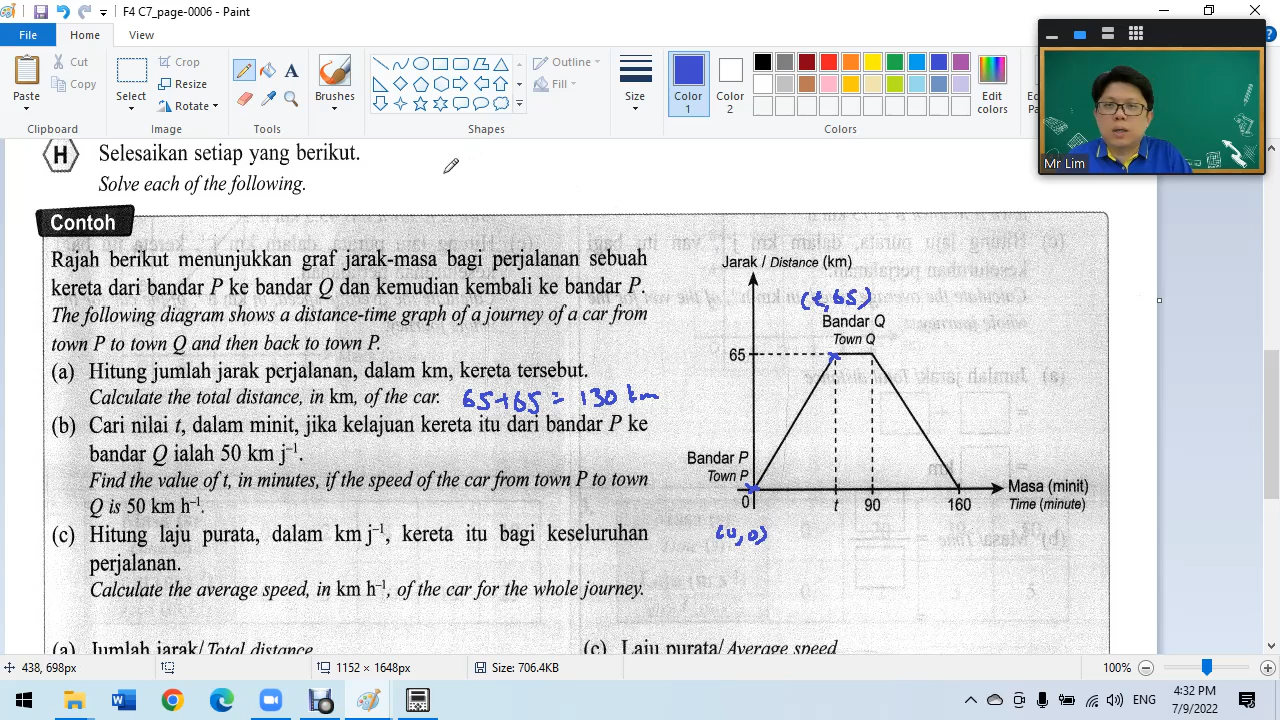 F4 C7_page-0006 - Paint
File
Home
View
Paste
Cut
Copy
Clipboard
Select
Crop
Resize
Rotate
Image
Tools
Brushes
Shapes
Outline
Fill
Size
Color 1
Color 2
Colors
Edit colors
Mr Lim
H Selesaikan setiap yang berikut.
Solve each of the following.
Contoh
Rajah berikut menunjukkan graf jarak-masa bagi perjalanan sebuah
kereta dari bandar P ke bandar Q dan kemudian kembali ke bandar P.
The following diagram shows a distance-time graph of a journey of a car from
town P to town Q and then back to town P.
(a) Hitung jumlah jarak perjalanan, dalam km, kereta tersebut.
Calculate the total distance, in km, of the car. 65+65 = 130 km
(b) Cari nilai t, dalam minit, jika kelajuan kereta itu dari bandar P ke
bandar Q ialah 50 km j⁻¹.
Find the value of t, in minutes, if the speed of the car from town P to town
Q is 50 km h⁻¹.
(c) Hitung laju purata, dalam km j⁻¹, kereta itu bagi keseluruhan
perjalanan.
Calculate the average speed, in km h⁻¹, of the car for the whole journey.
Jarak / Distance (km)
(t, 65)
Bandar Q
Town Q
65
Bandar P
Town P
0 t 90 160
Masa (minit)
Time (minute)
(0, 0)
(a) Jumlah jarak/ Total distance
(c) Laju purata/ Average speed
438, 698px
1152 × 1648px
Size: 706.4KB
100%
ENG
4:32 PM
7/9/2022